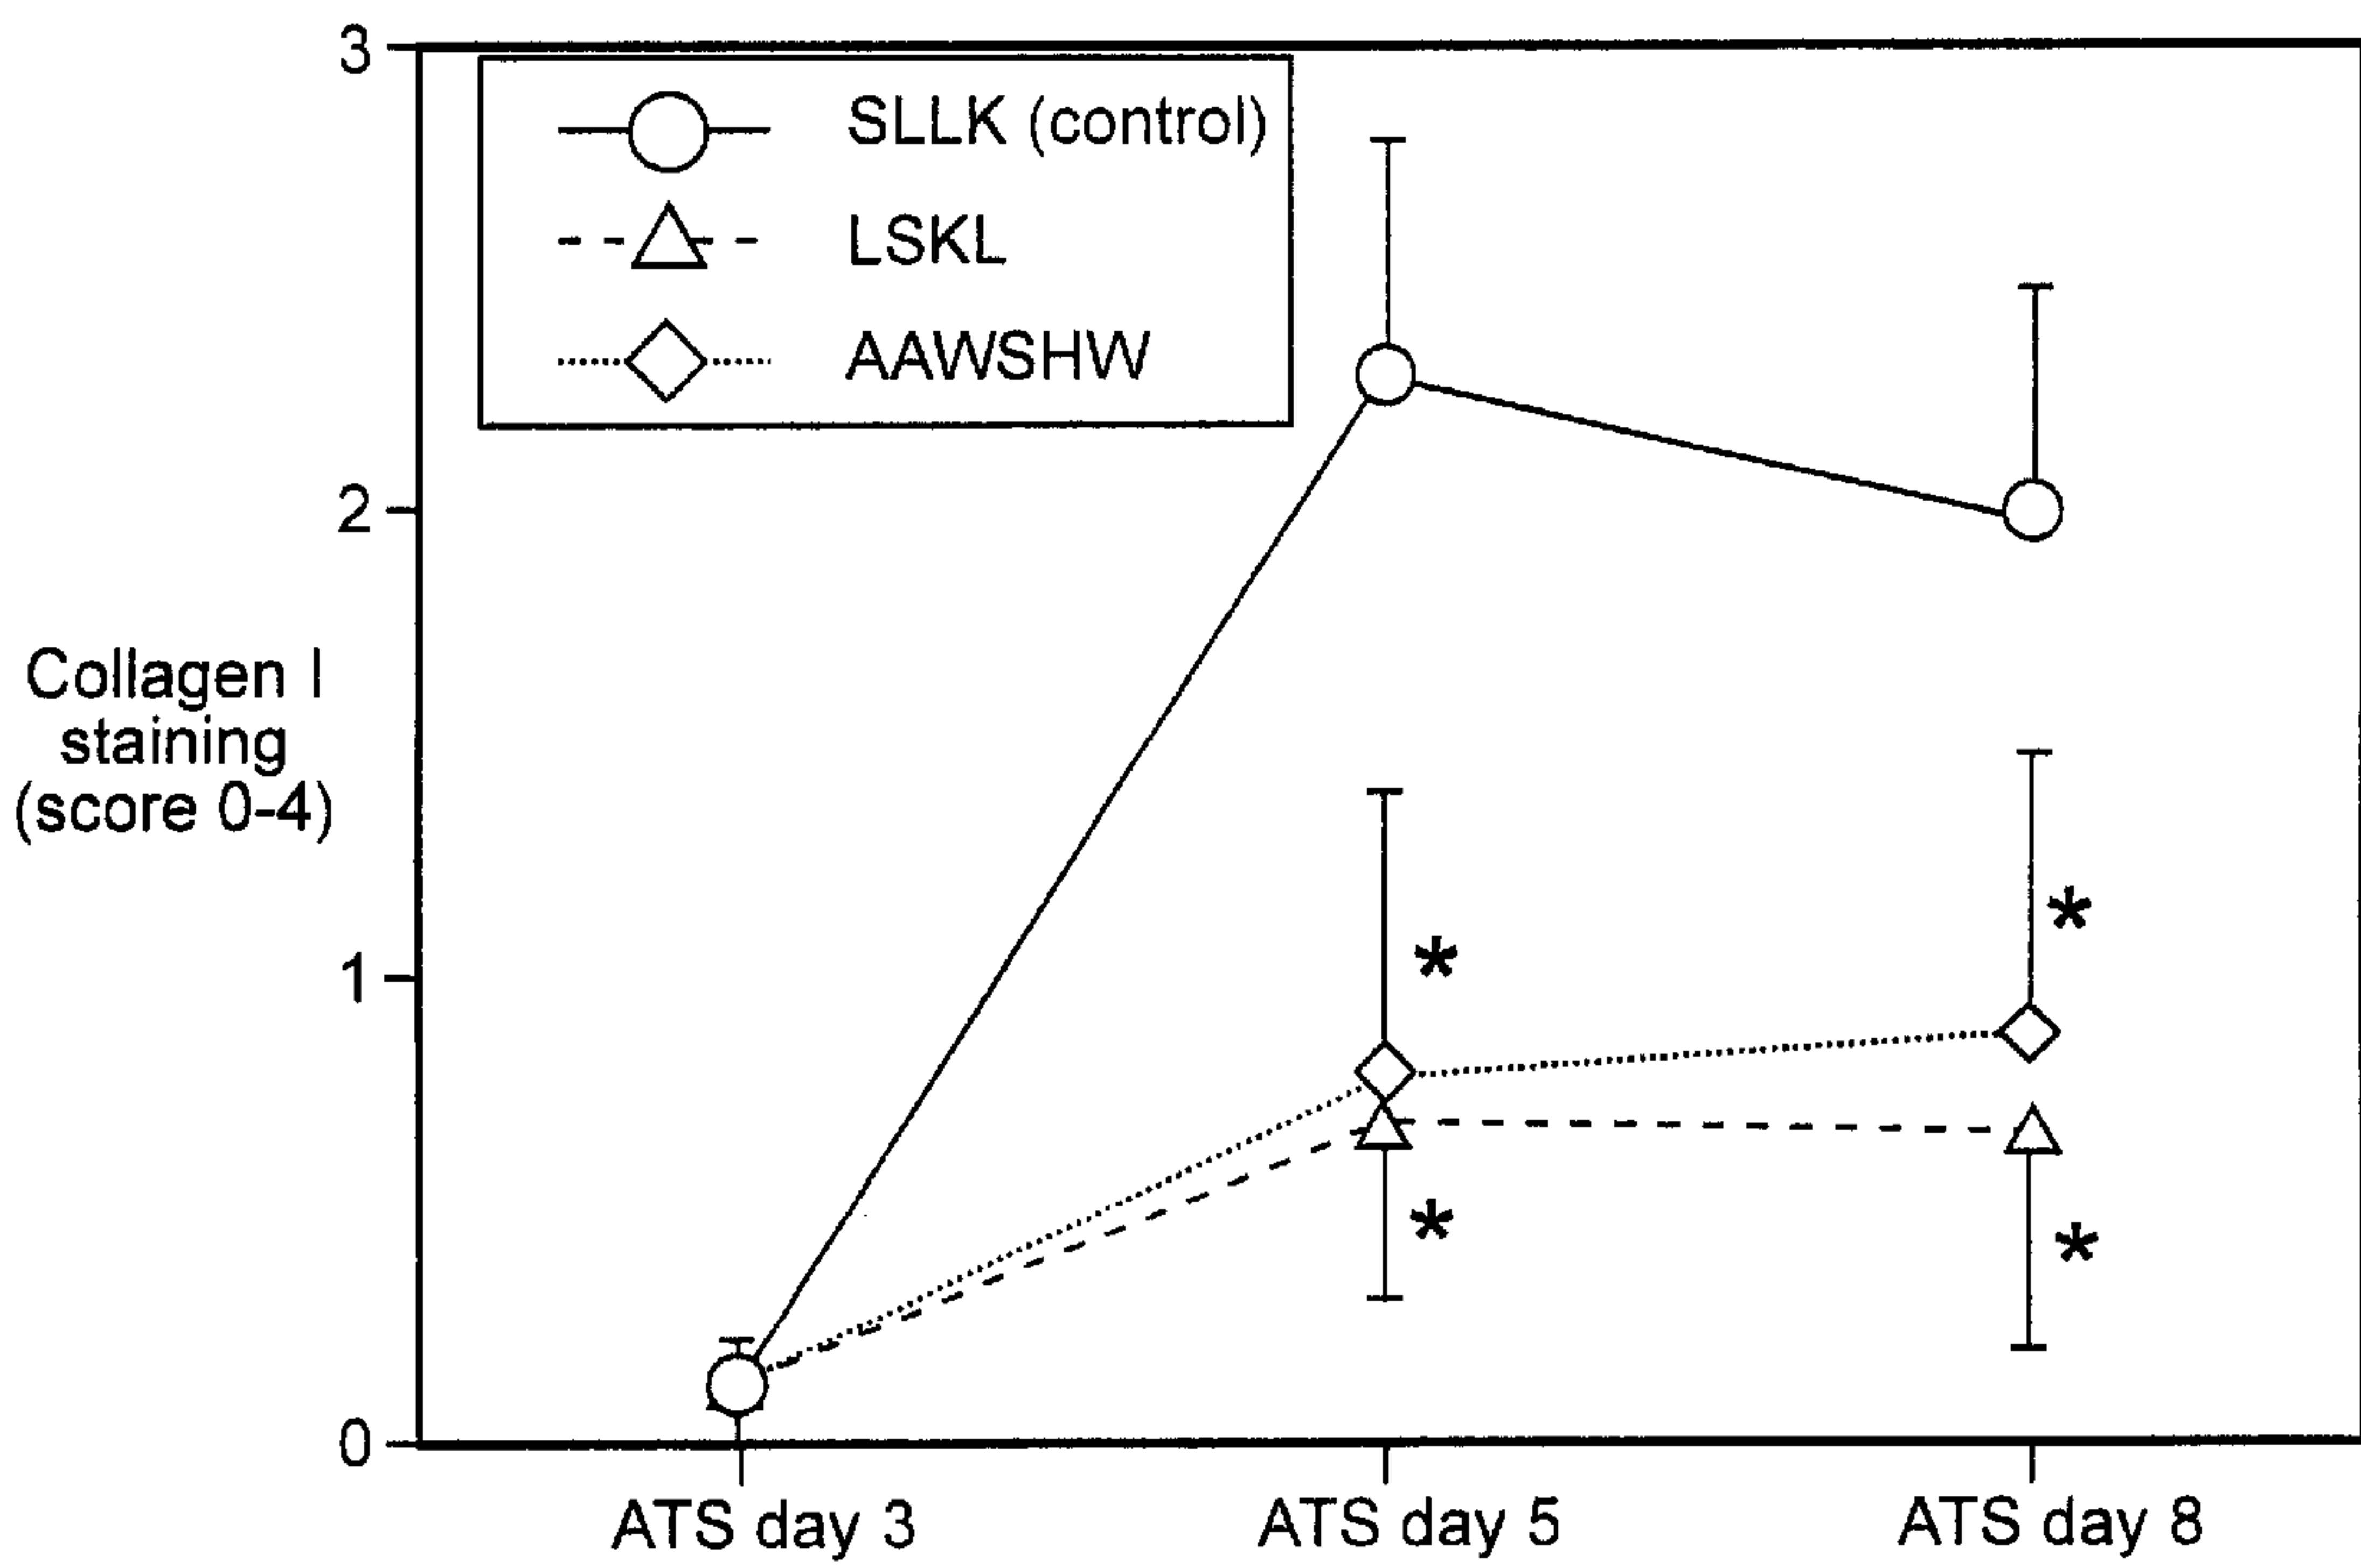 3
SLLK (control)
LSKL
AAWSHW
2
Collagen I
staining
(score 0-4)
1
*
*
*
*
0
ATS day 3
ATS day 5
ATS day 8